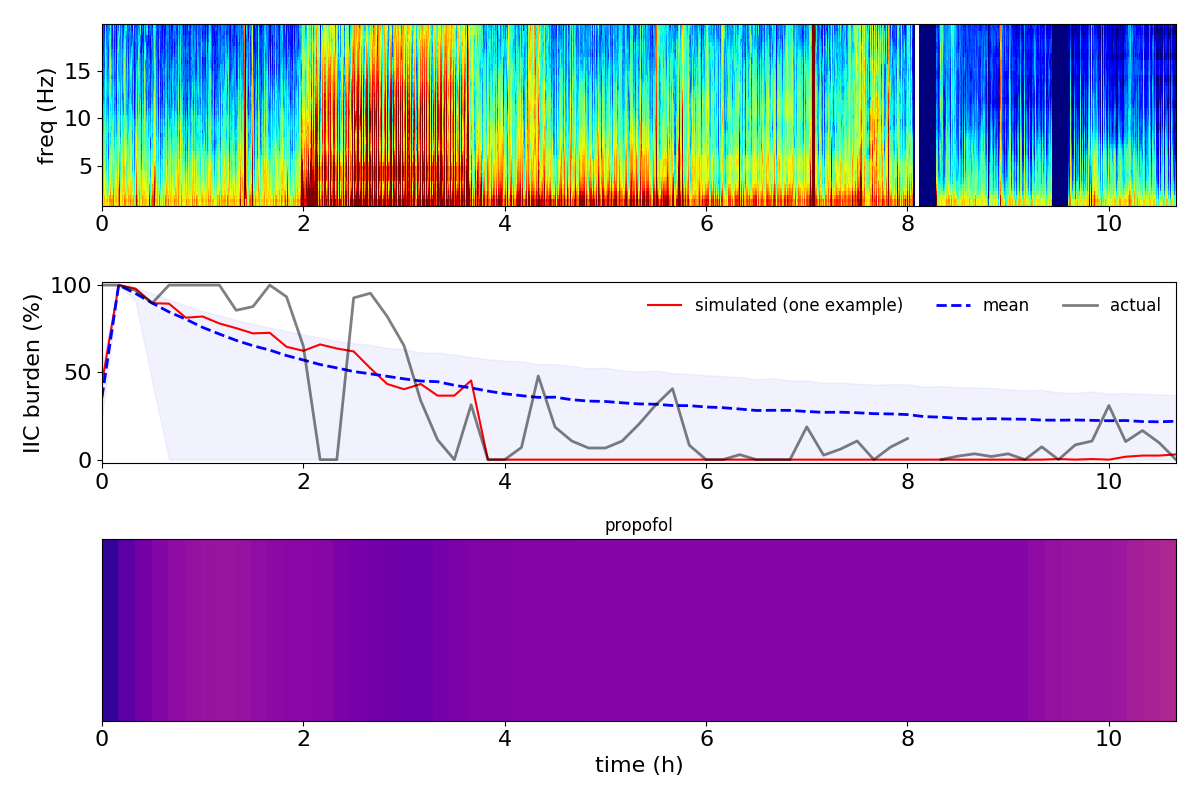 freq (Hz)
15
10
5
0 2 4 6 8 10
IIC burden (%)
100
50
0
simulated (one example) mean actual
0 2 4 6 8 10
propofol
0 2 4 6 8 10
time (h)